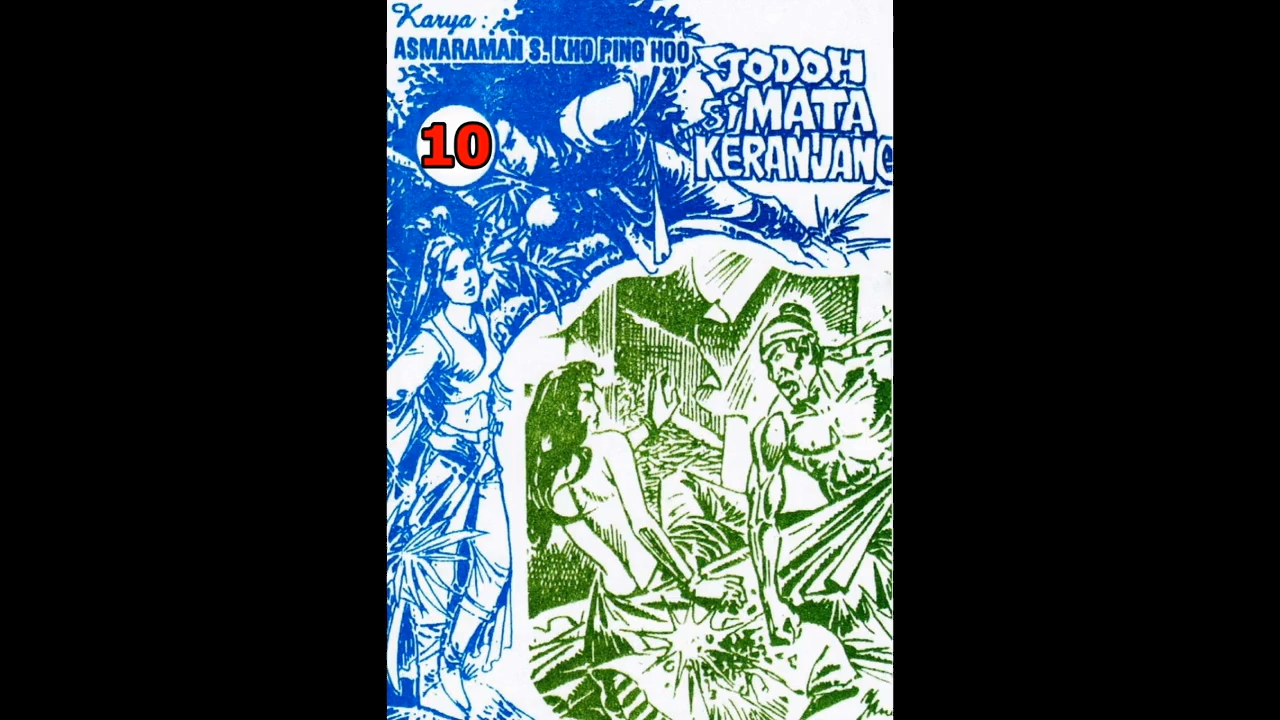 Karya :
ASMARAMAN S. KHO PING HOO
JODOH
si MATA
KERANJANG
10